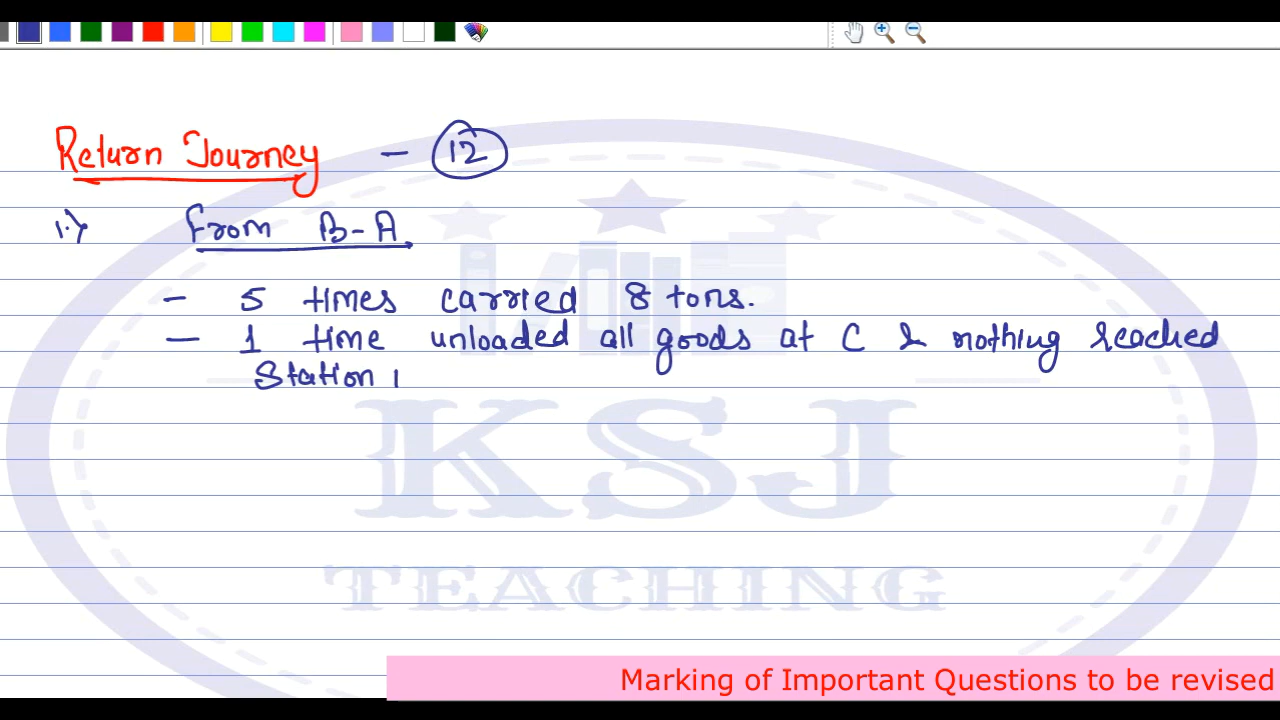 Return Journey - 12
1.) From B-A
- 5 times carried 8 tons.
- 1 time unloaded all goods at C & nothing reached
Station
KSJ
TEACHING
Marking of Important Questions to be revised